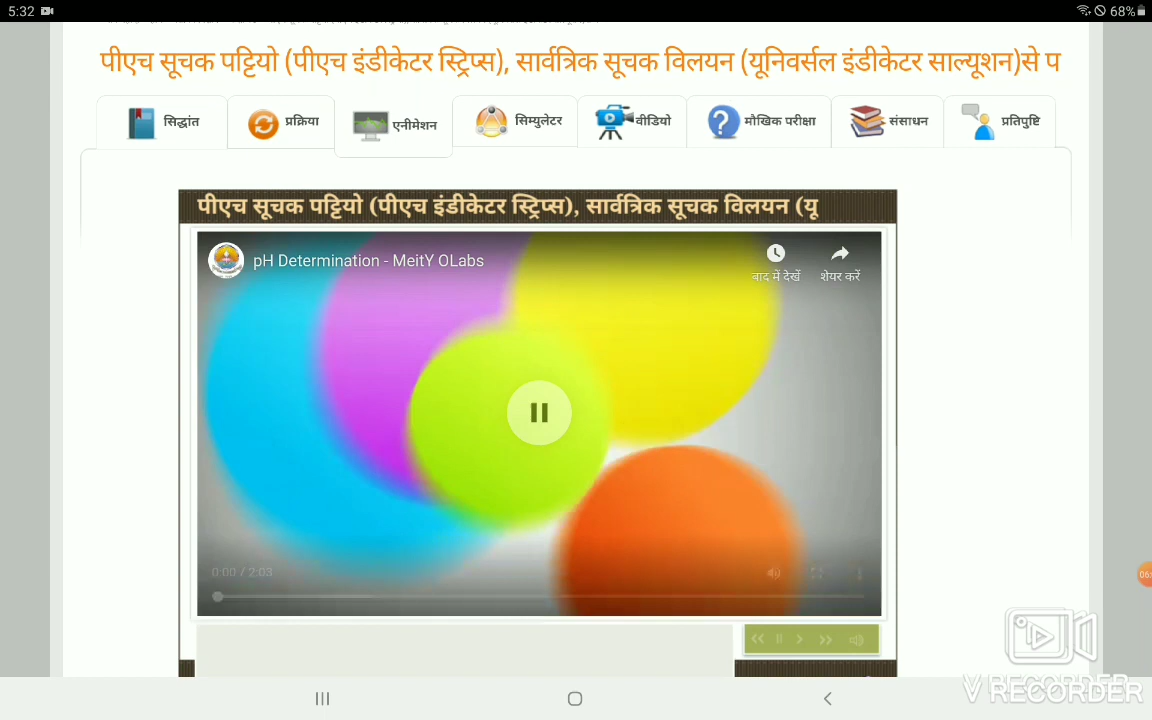 5:32 68%
पीएच सूचक पट्टियो (पीएच इंडीकेटर स्ट्रिप्स), सार्वत्रिक सूचक विलयन (यूनिवर्सल इंडीकेटर साल्यूशन)से प
सिद्धांत प्रक्रिया एनीमेशन सिम्युलेटर वीडियो मौखिक परीक्षा संसाधन प्रतिपुष्टि
पीएच सूचक पट्टियो (पीएच इंडीकेटर स्ट्रिप्स), सार्वत्रिक सूचक विलयन (यू
pH Determination - MeitY OLabs
बाद में देखें शेयर करें
0:00 / 2:03
V RECORDER